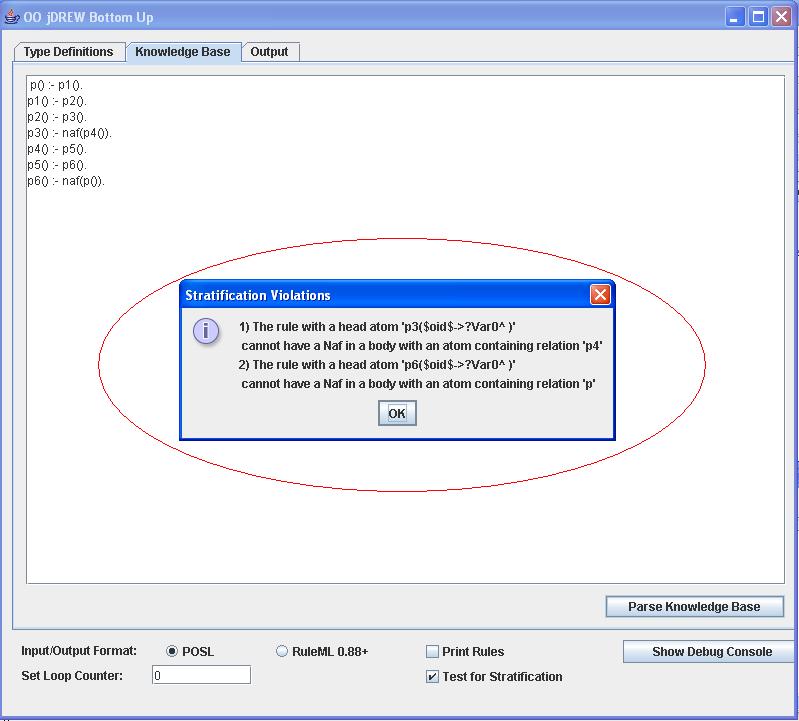 OO jDREW Bottom Up
Type Definitions Knowledge Base Output
p() :- p1().
p1() :- p2().
p2() :- p3().
p3() :- naf(p4()).
p4() :- p5().
p5() :- p6().
p6() :- naf(p()).
Stratification Violations
1) The rule with a head atom 'p3($oid$->?Var0^ )'
cannot have a Naf in a body with an atom containing relation 'p4'
2) The rule with a head atom 'p6($oid$->?Var0^ )'
cannot have a Naf in a body with an atom containing relation 'p'
OK
Parse Knowledge Base
Input/Output Format: POSL RuleML 0.88+ Print Rules Show Debug Console
Set Loop Counter: 0 Test for Stratification